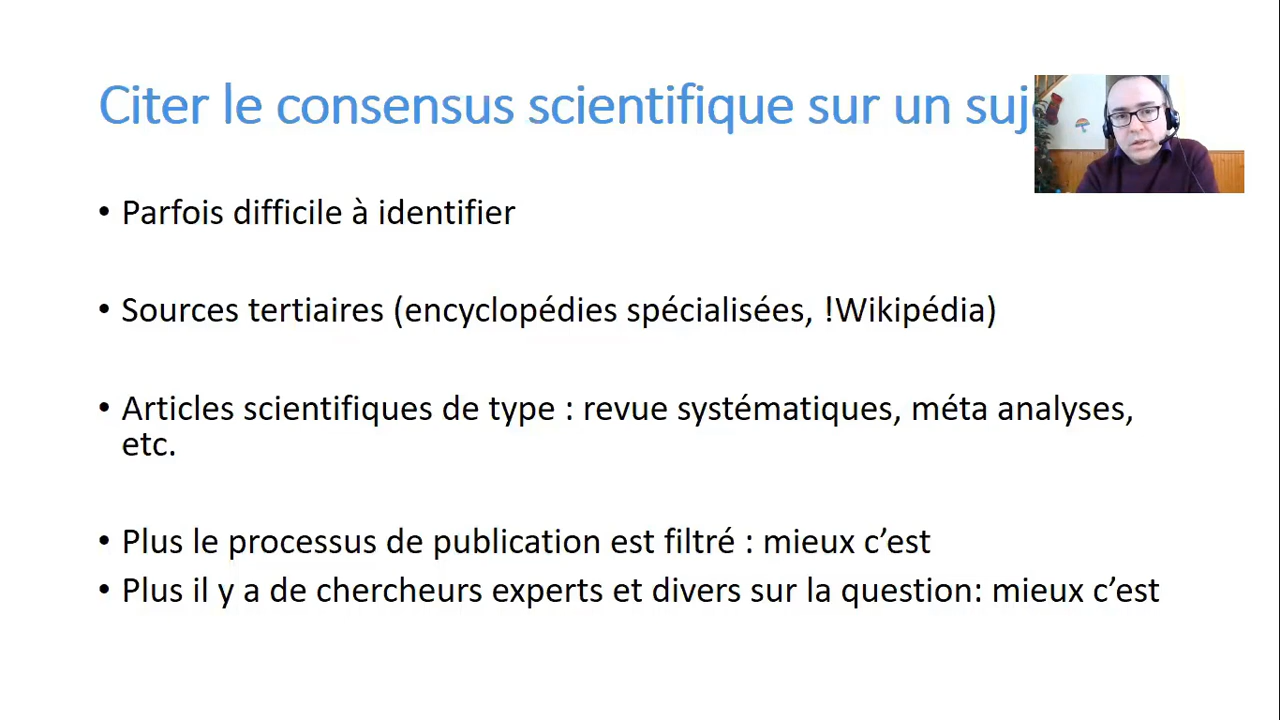 Citer le consensus scientifique sur un
• Parfois difficile à identifier
• Sources tertiaires (encyclopédies spécialisées, !Wikipédia)
• Articles scientifiques de type : revue systématiques, méta analyses,
etc.
• Plus le processus de publication est filtré : mieux c’est
• Plus il y a de chercheurs experts et divers sur la question: mieux c’est